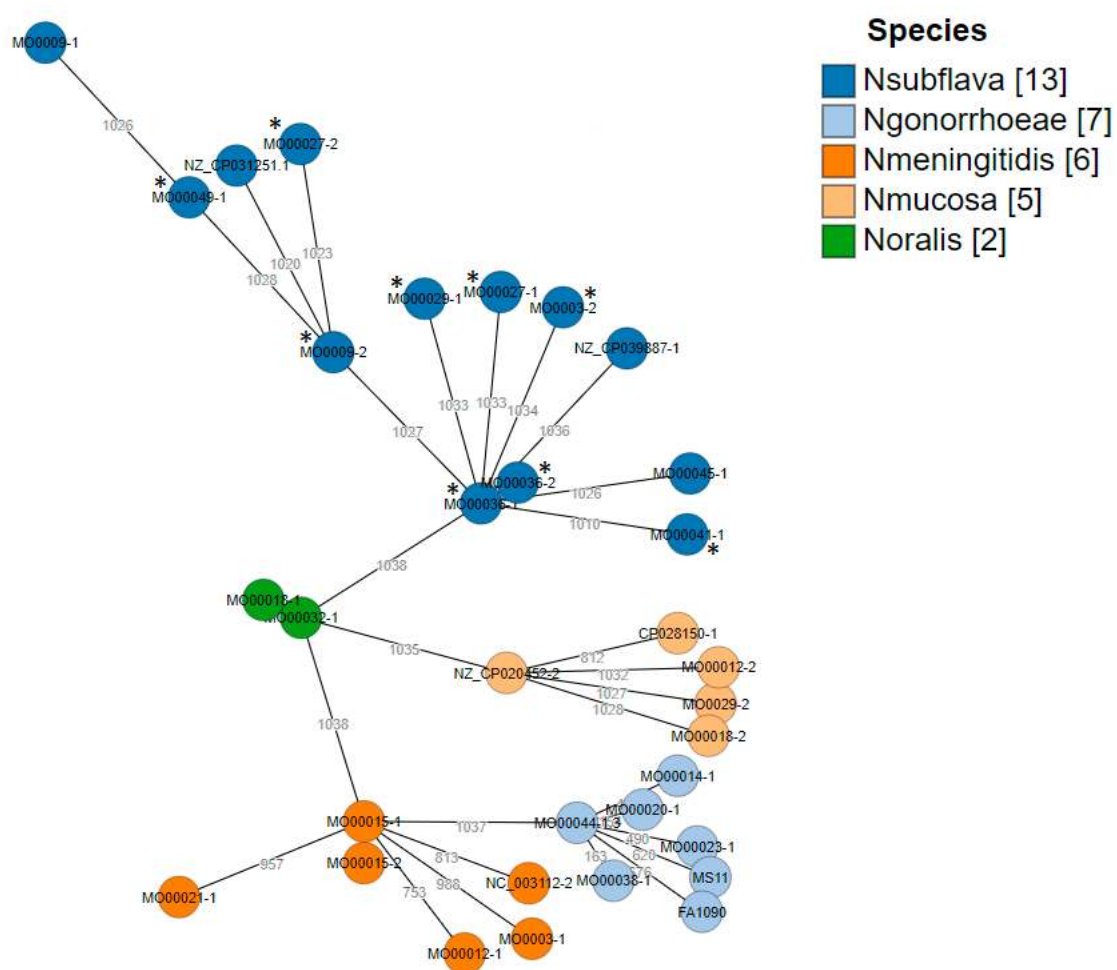 Species
Nsubflava [13]
Ngonorrhoeae [7]
Nmeningitidis [6]
Nmucosa [5]
Noralis [2]
MO0009-1
1026
* MO00027-2
NZ_CP031251.1
* MO00049-1
1023
1020
1028
* MO0009-2
* MO00029-1
* MO00027-1
MO0003-2 *
NZ_CP039887-1
1033
1033
1034
1036
1027
MO00036-2 *
* MO00036-1
MO00045-1
1026
1010
MO00041-1 *
1038
MO00018-1
MO00032-1
1035
NZ_CP020452-2
CP028150-1
812
MO00012-2
1032
1027
MO0029-2
1028
MO00018-2
1038
MO00014-1
MO00020-1
MO00015-1
1037
MO00044-1.3
490
MO00023-1
620
163
MS11
MO00038-1
FA1090
MO00015-2
957
813
988
753
NC_003112-2
MO00021-1
MO0003-1
MO00012-1